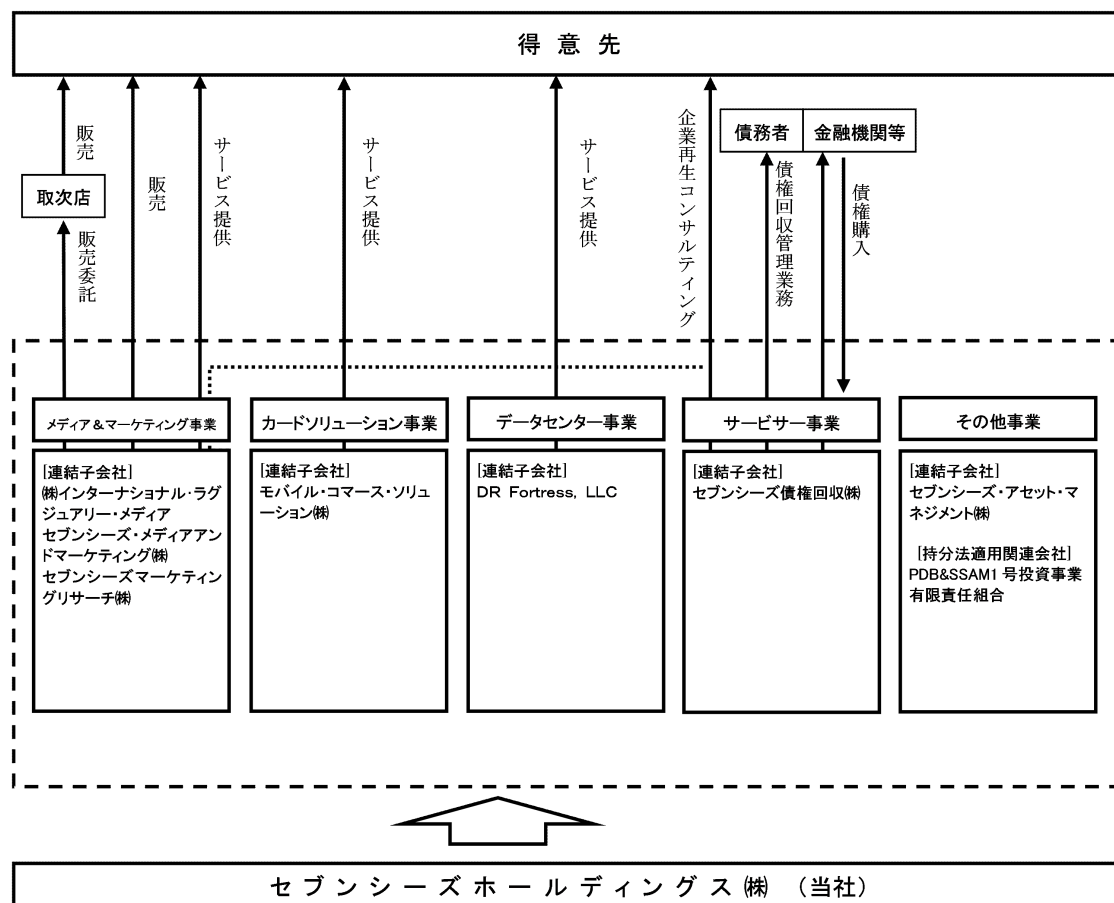 得意先
販売
取次店
販売委託
販売
サービス提供
サービス提供
サービス提供
企業再生コンサルティング
債務者
金融機関等
債権回収管理業務
債権購入
メディア&マーケティング事業
[連結子会社]
㈱インターナショナル・ラグ
ジュアリー・メディア
セブンシーズ・メディアアン
ドマーケティング㈱
セブンシーズマーケティン
グリサーチ㈱
カードソリューション事業
[連結子会社]
モバイル・コマース・ソリュ
ーション㈱
データセンター事業
[連結子会社]
DR Fortress, LLC
サービサー事業
[連結子会社]
セブンシーズ債権回収㈱
その他事業
[連結子会社]
セブンシーズ・アセット・マ
ネジメント㈱
[持分法適用関連会社]
PDB&SSAM1号投資事業
有限責任組合
セブンシーズホールディングス㈱ (当社)